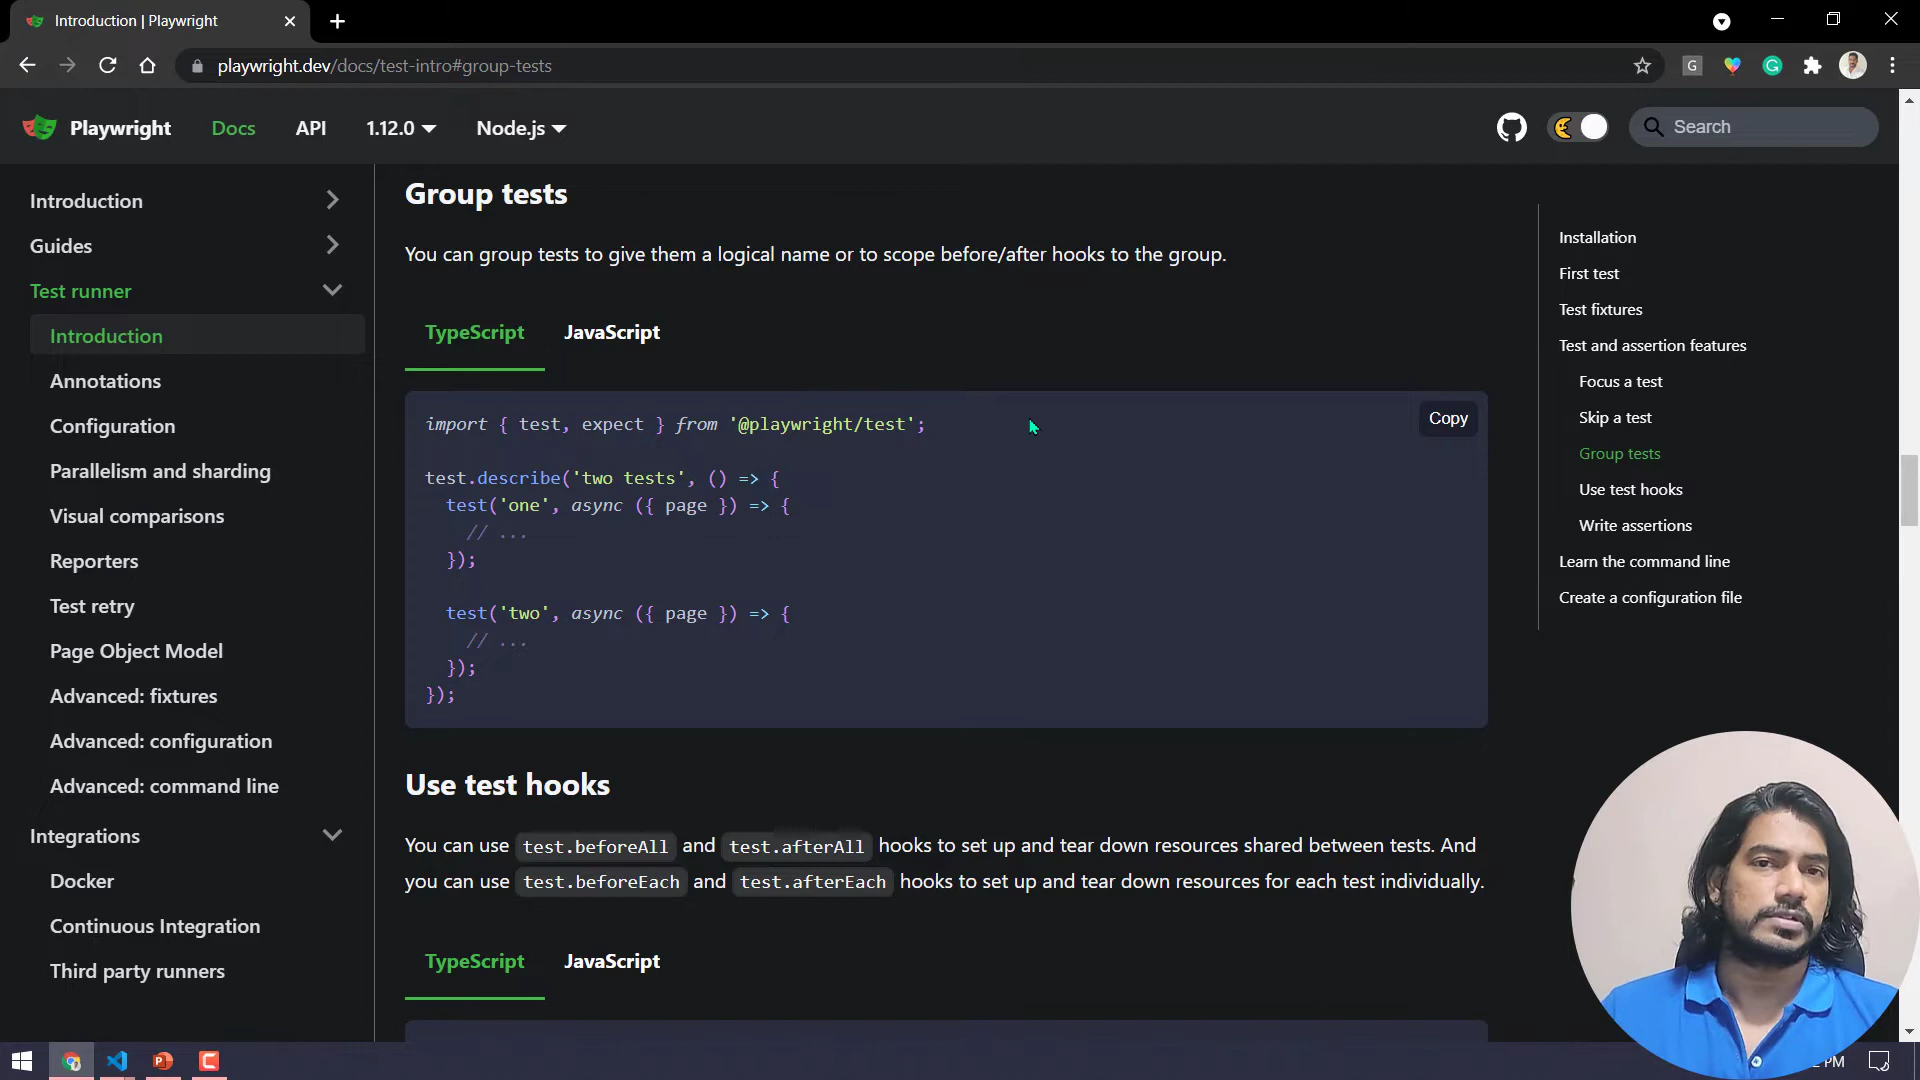 Introduction | Playwright
playwright.dev/docs/test-intro#group-tests
G
Playwright
Docs
API
1.12.0
Node.js
Search
Introduction
Guides
Test runner
Introduction
Annotations
Configuration
Parallelism and sharding
Visual comparisons
Reporters
Test retry
Page Object Model
Advanced: fixtures
Advanced: configuration
Advanced: command line
Integrations
Docker
Continuous Integration
Third party runners
Group tests
You can group tests to give them a logical name or to scope before/after hooks to the group.
TypeScript JavaScript
Copy
import { test, expect } from '@playwright/test';
test.describe('two tests', () => {
test('one', async ({ page }) => {
// ...
});
test('two', async ({ page }) => {
// ...
});
});
Use test hooks
You can use test.beforeAll and test.afterAll hooks to set up and tear down resources shared between tests. And
you can use test.beforeEach and test.afterEach hooks to set up and tear down resources for each test individually.
TypeScript JavaScript
Installation
First test
Test fixtures
Test and assertion features
Focus a test
Skip a test
Group tests
Use test hooks
Write assertions
Learn the command line
Create a configuration file
PM